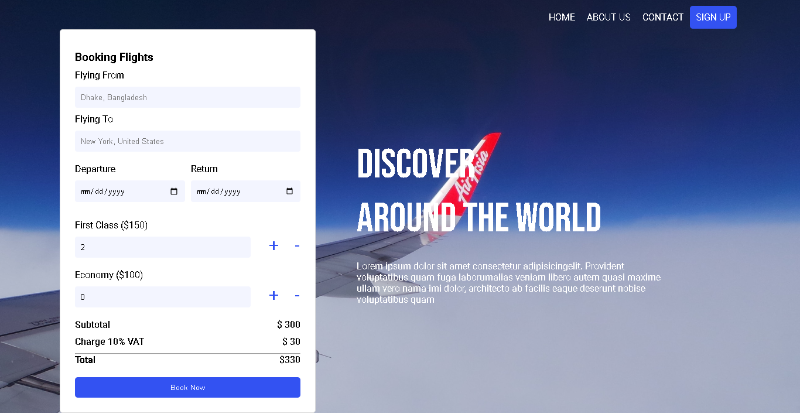 HOME ABOUT US CONTACT SIGN UP
Booking Flights
Flying From
Dhake, Bangladesh
Flying To
New York, United States
Departure Return
mm/dd/yyyy mm/dd/yyyy
First Class ($150)
2 + -
Economy ($100)
0 + -
Subtotal $ 300
Charge 10% VAT $ 30
Total $330
Book Now
DISCOVER
AirAsia
AROUND THE WORLD
Lorem ipsum dolor sit amet consectetur adipisicingelit. Provident
voluptatibus quam fuga laborumallas veniam libero autem quasi maxime
ullam vero nama imi dolor, architecto ab facilis eaque deserunt nobise
voluptatibus quam